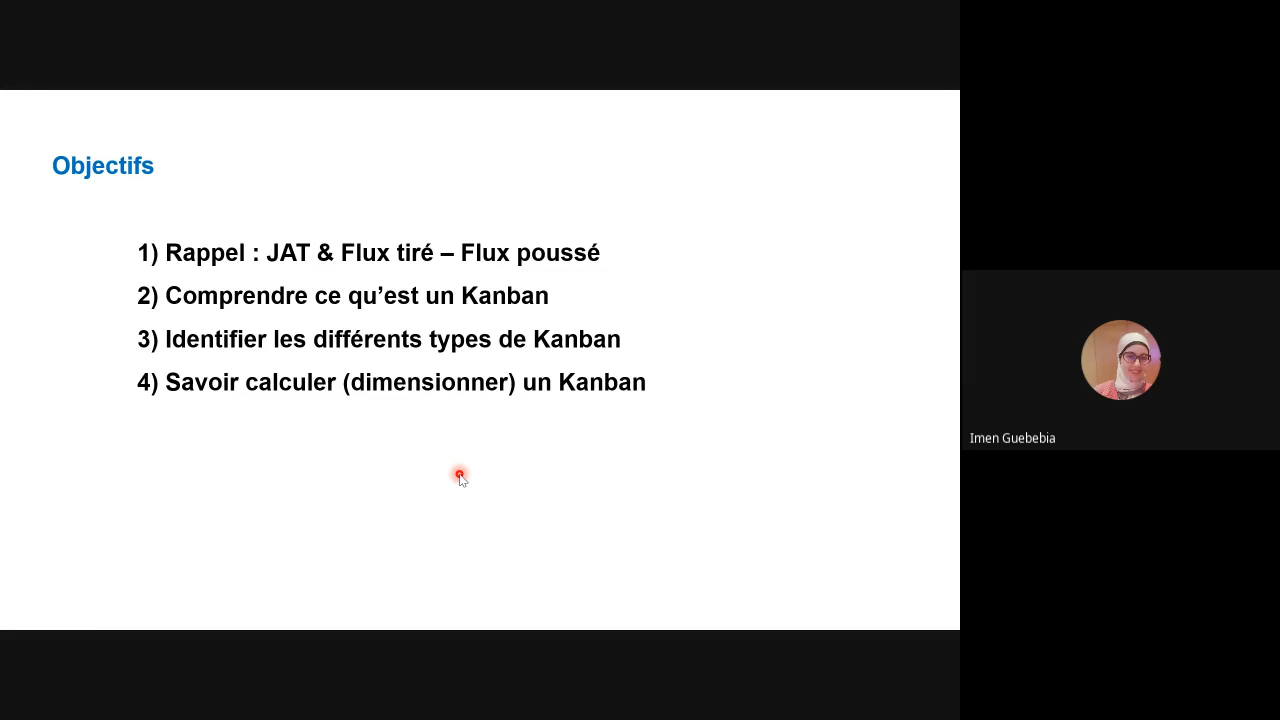 Objectifs
1) Rappel : JAT & Flux tiré – Flux poussé
2) Comprendre ce qu’est un Kanban
3) Identifier les différents types de Kanban
4) Savoir calculer (dimensionner) un Kanban
Imen Guebebia